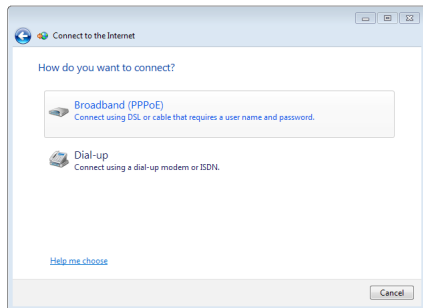 Connect to the Internet
How do you want to connect?
Broadband (PPPoE)
Connect using DSL or cable that requires a user name and password.
Dial-up
Connect using a dial-up modem or ISDN.
Help me choose
Cancel